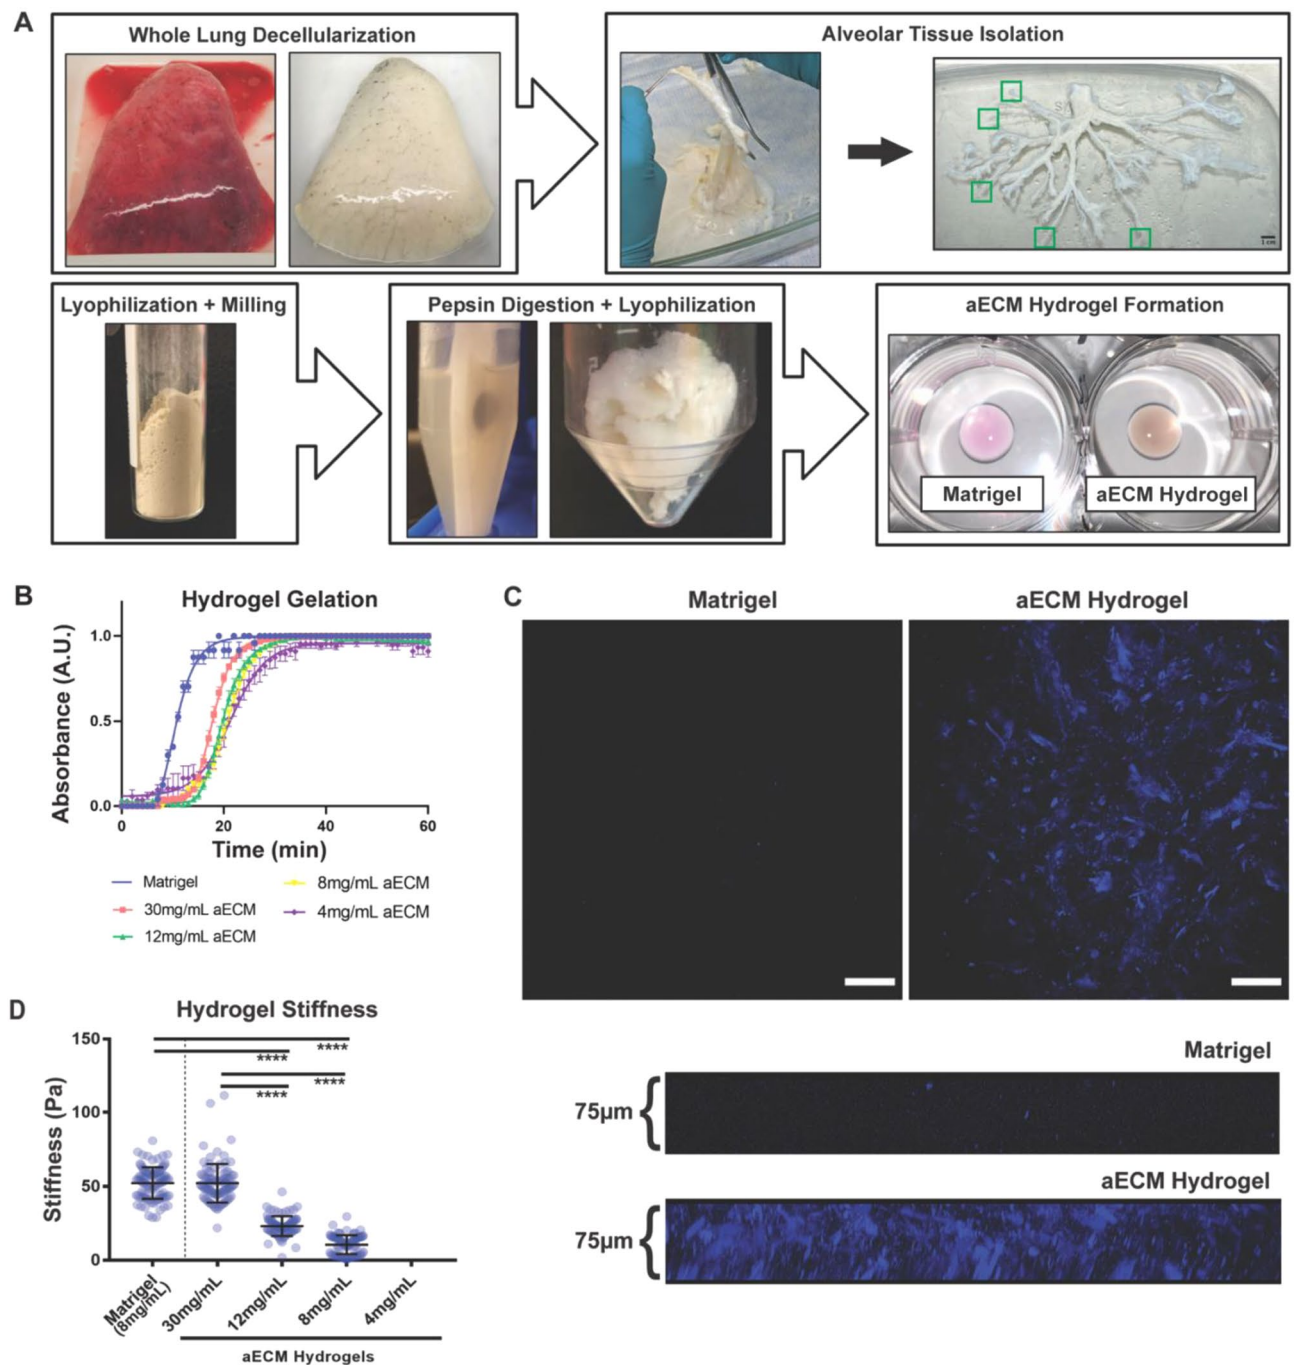 A
Whole Lung Decellularization
Alveolar Tissue Isolation
1 cm
Lyophilization + Milling
Pepsin Digestion + Lyophilization
aECM Hydrogel Formation
Matrigel
aECM Hydrogel
B
Hydrogel Gelation
Absorbance (A.U.)
1.0
0.5
0.0
0
20
40
60
Time (min)
Matrigel
30mg/mL aECM
12mg/mL aECM
8mg/mL aECM
4mg/mL aECM
C
Matrigel
aECM Hydrogel
Matrigel
75µm
aECM Hydrogel
75µm
D
Hydrogel Stiffness
Stiffness (Pa)
150
100
50
0
****
****
****
****
Matrigel
(8mg/mL)
30mg/mL
12mg/mL
8mg/mL
4mg/mL
aECM Hydrogels